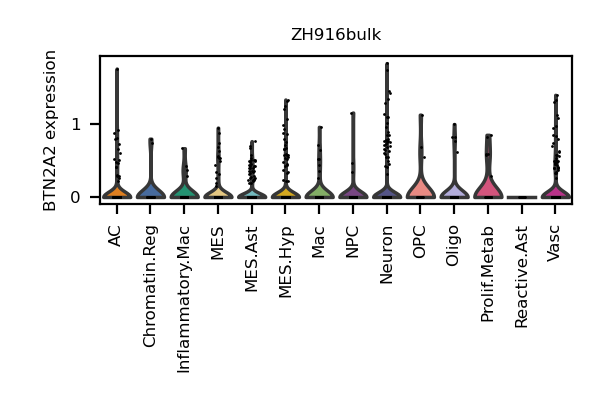 ZH916bulk
BTN2A2 expression
1
0
AC
Chromatin.Reg
Inflammatory.Mac
MES
MES.Ast
MES.Hyp
Mac
NPC
Neuron
OPC
Oligo
Prolif.Metab
Reactive.Ast
Vasc